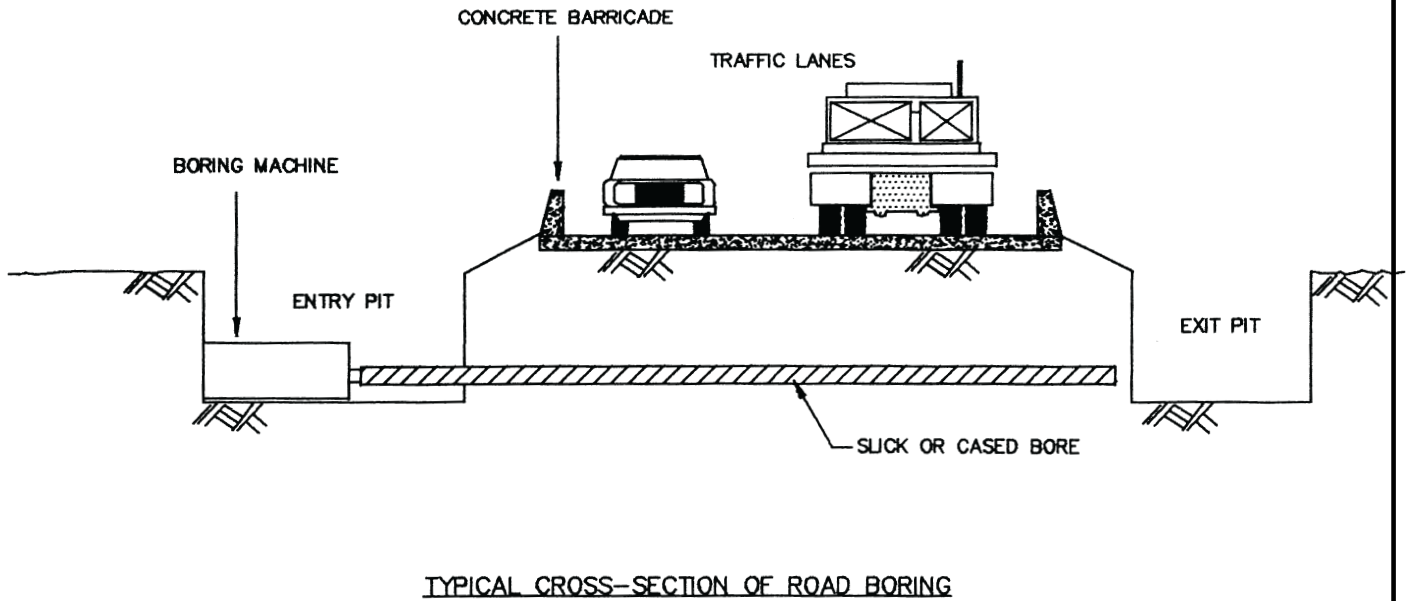 CONCRETE BARRICADE
TRAFFIC LANES
BORING MACHINE
ENTRY PIT
EXIT PIT
SLICK OR CASED BORE
TYPICAL CROSS-SECTION OF ROAD BORING